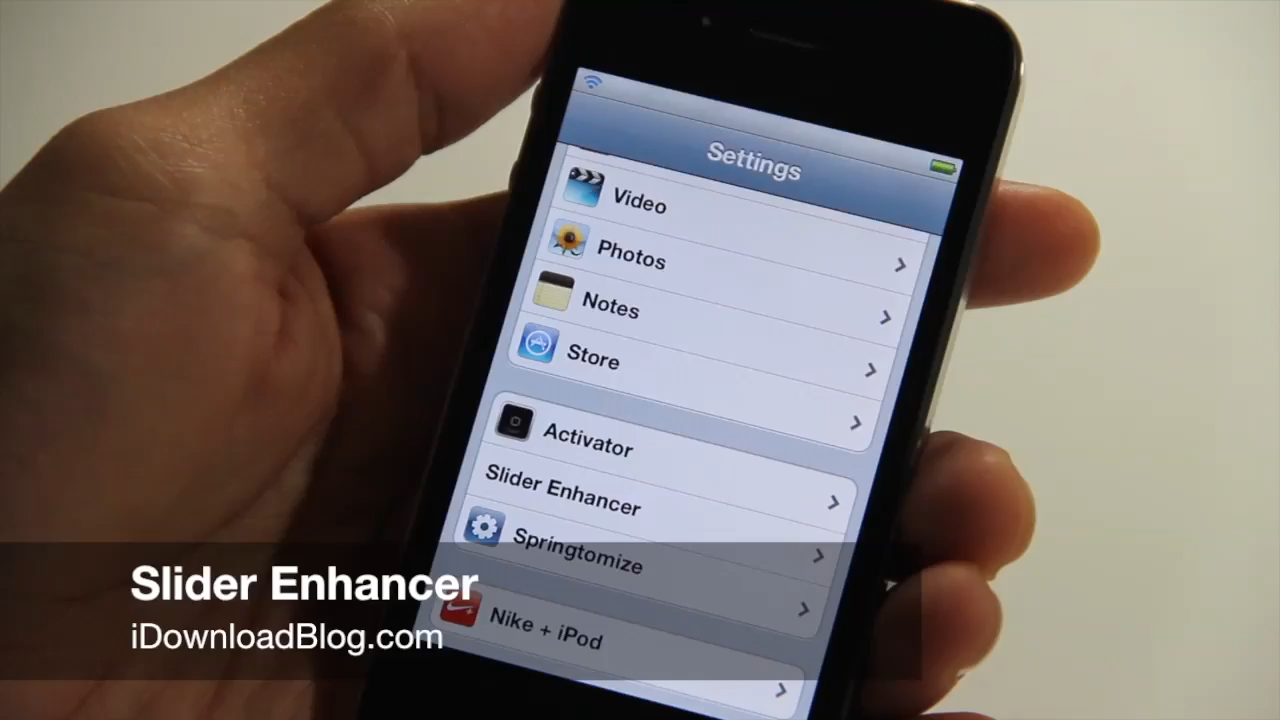 Settings
Video
Photos
Notes
Store
Activator
Slider Enhancer
Springtomize
Nike + iPod
Slider Enhancer
iDownloadBlog.com